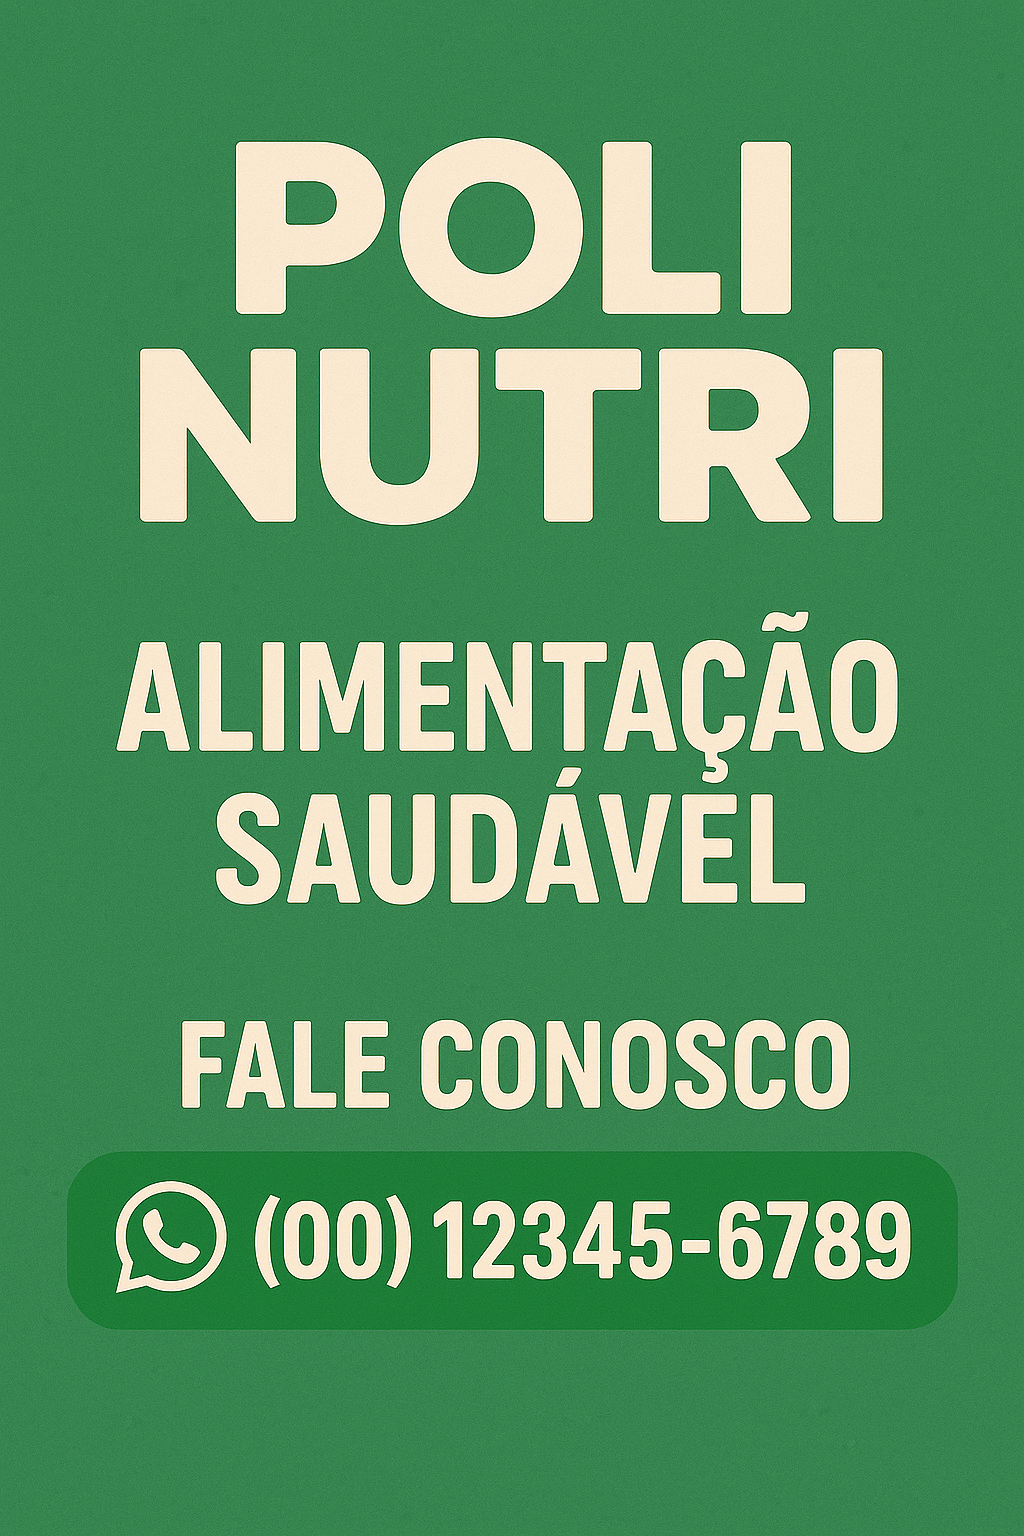 POLI
NUTRI
ALIMENTAÇÃO
SAUDÁVEL
FALE CONOSCO
(00) 12345-6789